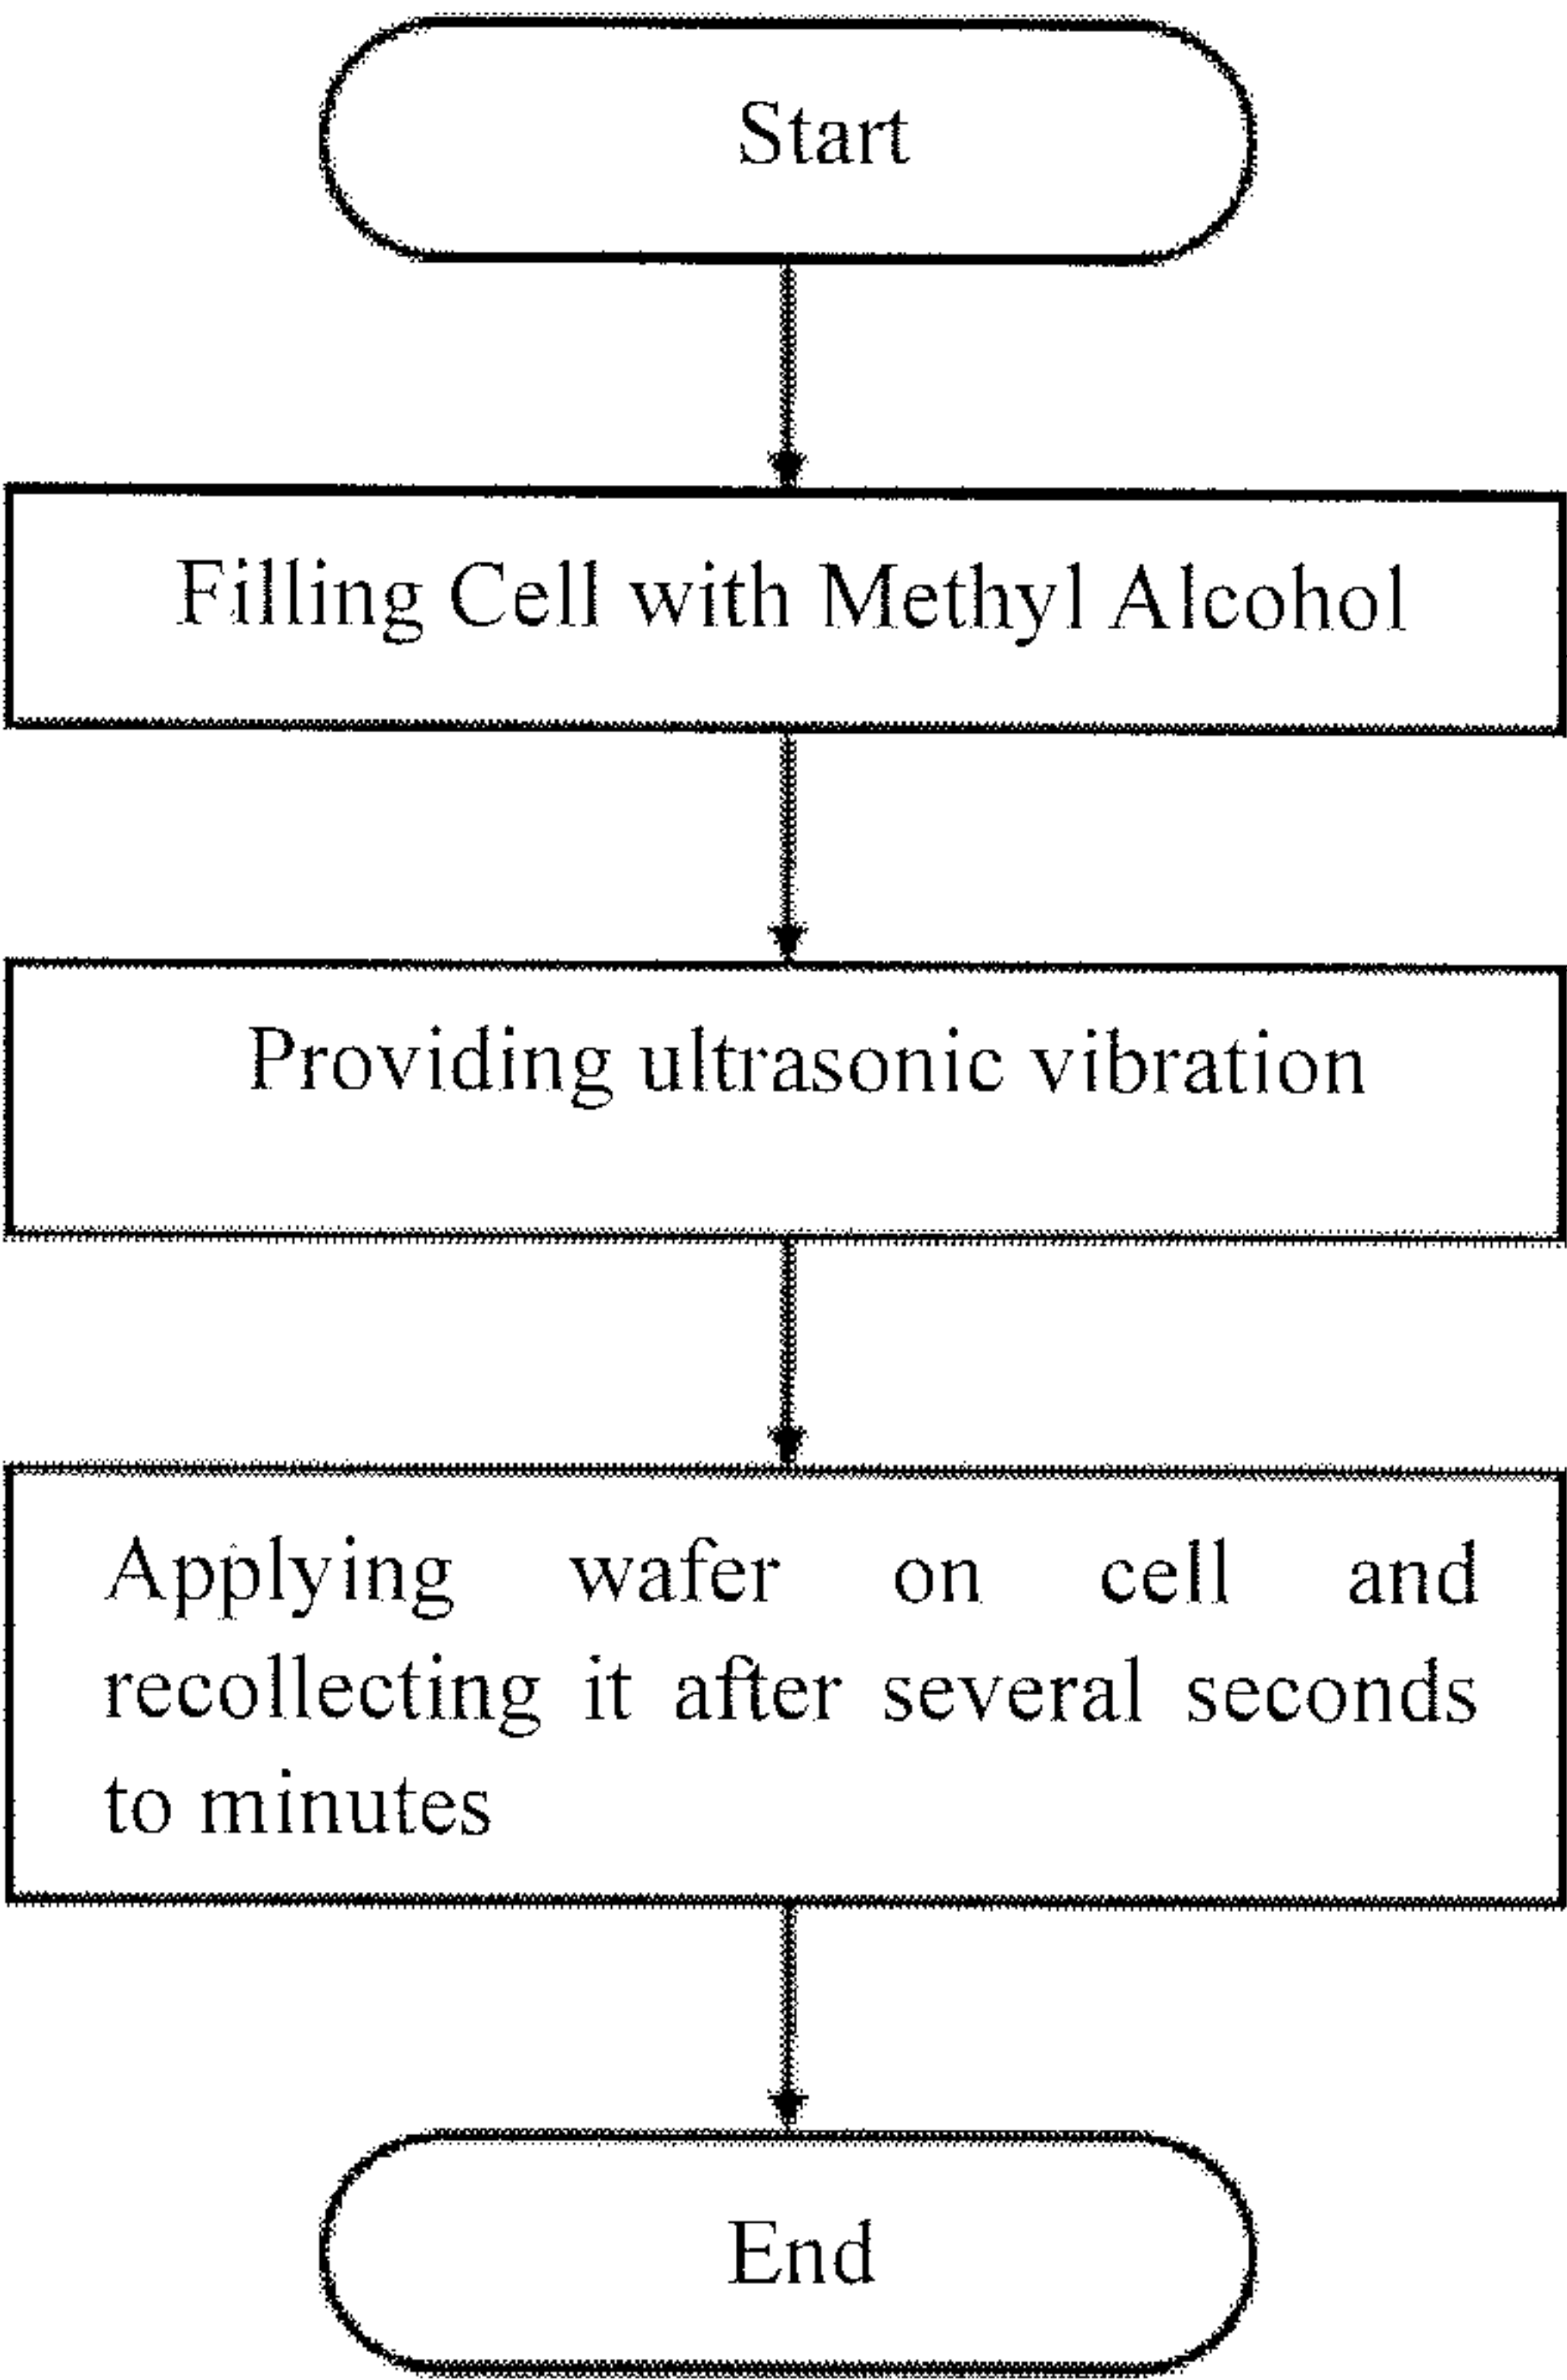 Start
Filling Cell with Methyl Alcohol
Providing ultrasonic vibration
Applying wafer on cell and
recollecting it after several seconds
to minutes
End